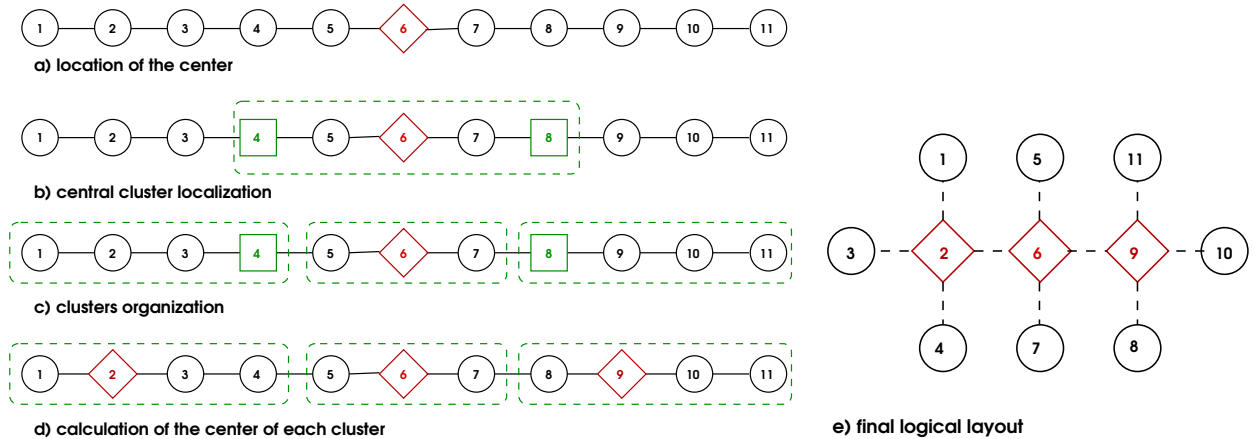 1 2 3 4 5 6 7 8 9 10 11
a) location of the center
1 2 3 4 5 6 7 8 9 10 11
b) central cluster localization
1 2 3 4 5 6 7 8 9 10 11
c) clusters organization
1 2 3 4 5 6 7 8 9 10 11
d) calculation of the center of each cluster
1 5 11
3 2 6 9 10
4 7 8
e) final logical layout